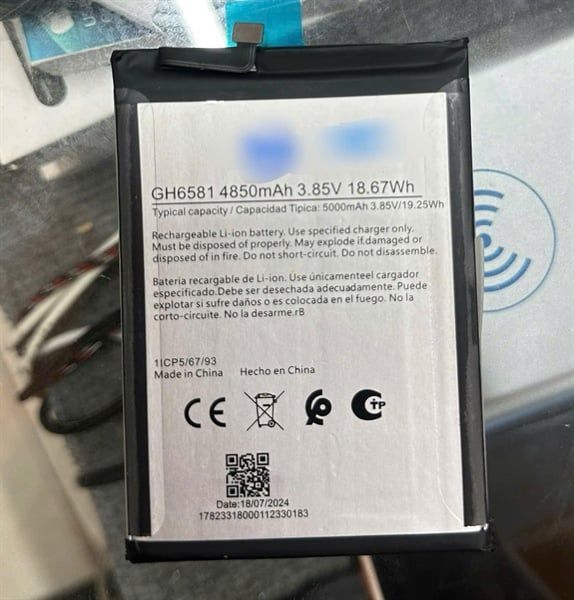 GH6581 4850mAh 3.85V 18.67Wh
Typical capacity / Capacidad Tipica: 5000mAh 3.85V/19.25Wh
Rechargeable Li-ion battery. Use specified charger only.
Must be disposed of properly. May explode if.damaged or
disposed of in fire. Do not short-circuit. Do not disassemble.
Bateria recargable de Li-ion. Use únicamenteel cargador
especificado.Debe ser desechada adecuadamente. Puede
explotar si sufre daños o es colocada en el fuego. No la
corto-circuite. No la desarme.rB
1ICP5/67/93
Made in China Hecho en China
CE
TP
Date:18/07/2024
17823318000112330183